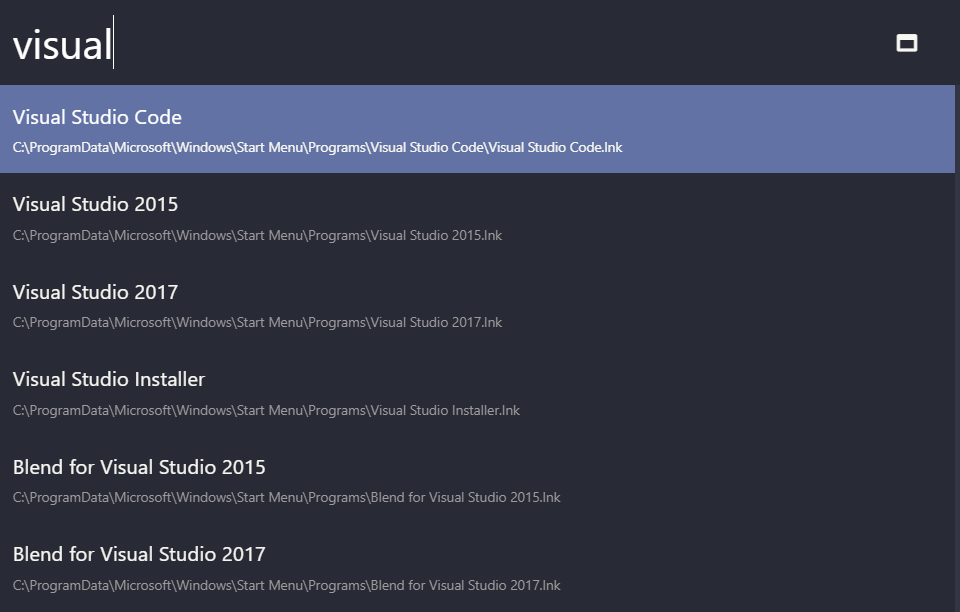 visual
Visual Studio Code
C:\ProgramData\Microsoft\Windows\Start Menu\Programs\Visual Studio Code\Visual Studio Code.lnk
Visual Studio 2015
C:\ProgramData\Microsoft\Windows\Start Menu\Programs\Visual Studio 2015.lnk
Visual Studio 2017
C:\ProgramData\Microsoft\Windows\Start Menu\Programs\Visual Studio 2017.lnk
Visual Studio Installer
C:\ProgramData\Microsoft\Windows\Start Menu\Programs\Visual Studio Installer.lnk
Blend for Visual Studio 2015
C:\ProgramData\Microsoft\Windows\Start Menu\Programs\Blend for Visual Studio 2015.lnk
Blend for Visual Studio 2017
C:\ProgramData\Microsoft\Windows\Start Menu\Programs\Blend for Visual Studio 2017.lnk